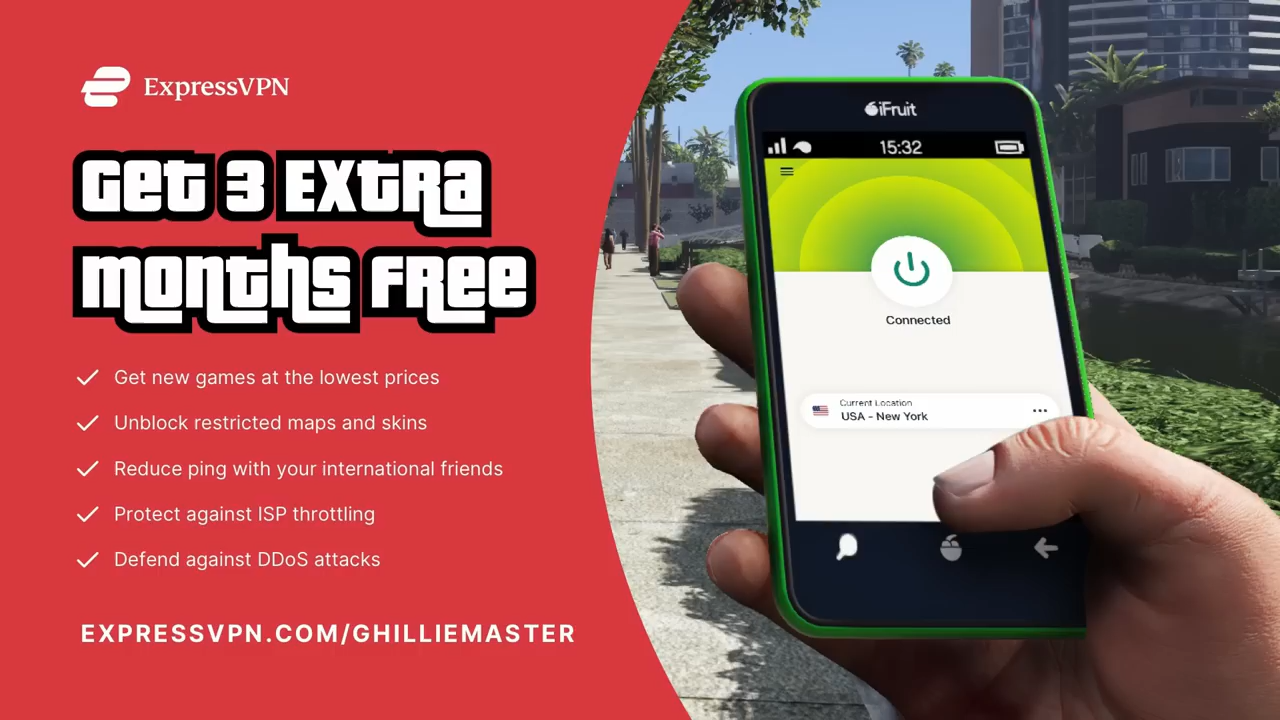 ExpressVPN
Get 3 Extra
Months Free
Get new games at the lowest prices
Unblock restricted maps and skins
Reduce ping with your international friends
Protect against ISP throttling
Defend against DDoS attacks
EXPRESSVPN.COM/GHILLIEMASTER
iFruit
15:32
Connected
Current Location
USA - New York